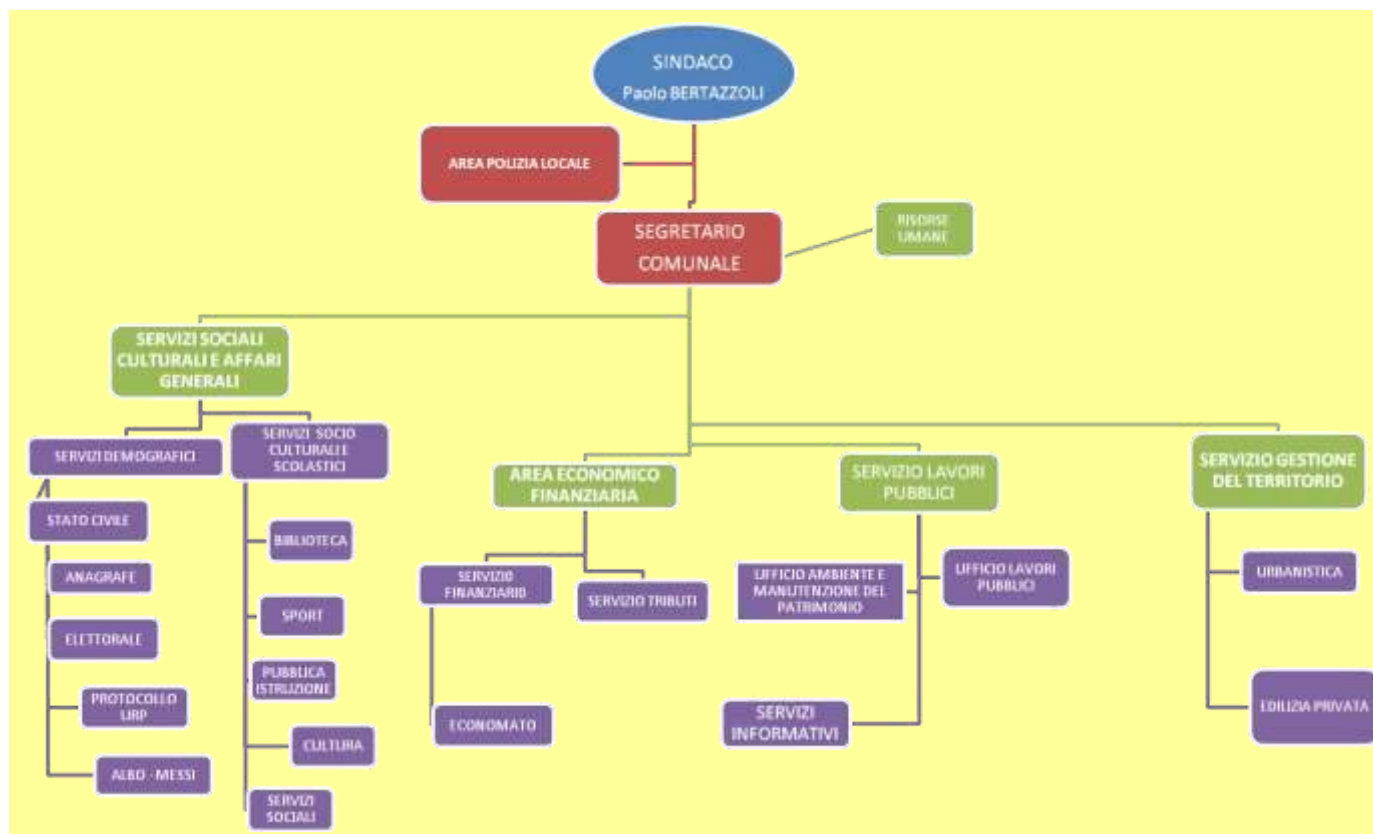 SINDACO
Paolo BERTAZZOLI
AREA POLIZIA LOCALE
SEGRETARIO
COMUNALE
RISORSE
UMANE
SERVIZI SOCIALI
CULTURALI E AFFARI
GENERALI
SERVIZI DEMOGRAFICI
STATO CIVILE
ANAGRAFE
ELETTORALE
PROTOCOLLO
URP
ALBO - MESSI
SERVIZI SOCIO
CULTURALI E
SCOLASTICI
BIBLIOTECA
SPORT
PUBBLICA
ISTRUZIONE
CULTURA
SERVIZI
SOCIALI
AREA ECONOMICO
FINANZIARIA
SERVIZIO
FINANZIARIO
SERVIZIO TRIBUTI
ECONOMATO
SERVIZIO LAVORI
PUBBLICI
UFFICIO AMBIENTE E
MANUTENZIONE DEL
PATRIMONIO
UFFICIO LAVORI
PUBBLICI
SERVIZI
INFORMATIVI
SERVIZIO GESTIONE
DEL TERRITORIO
URBANISTICA
EDILIZIA PRIVATA